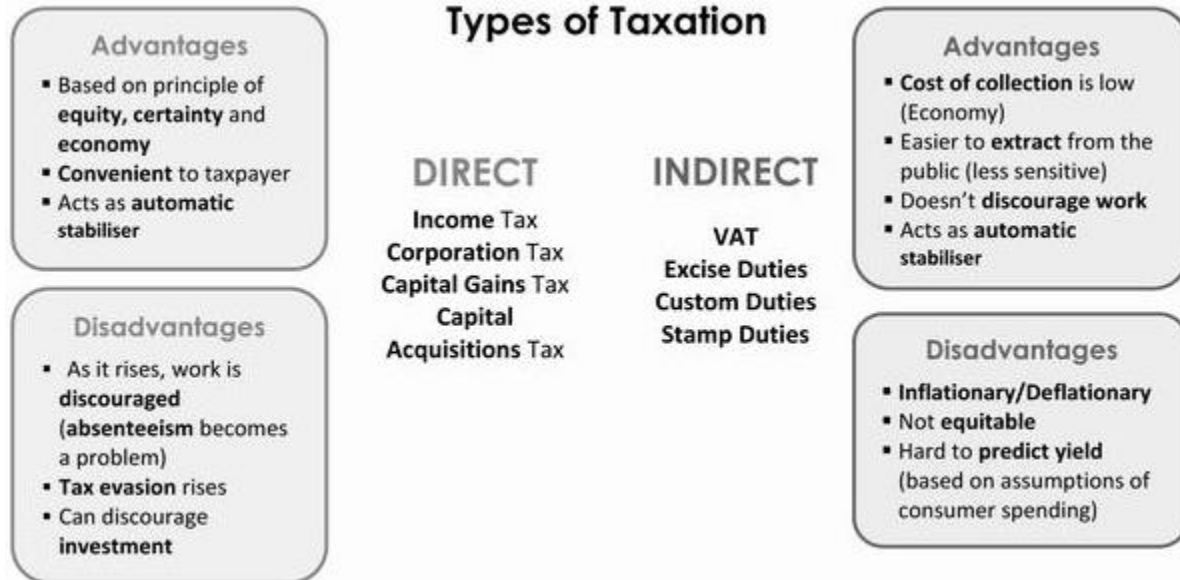 Types of Taxation
Advantages
▪ Based on principle of
equity, certainty and
economy
▪ Convenient to taxpayer
▪ Acts as automatic
stabiliser
Disadvantages
▪ As it rises, work is
discouraged
(absenteeism becomes
a problem)
▪ Tax evasion rises
▪ Can discourage
investment
DIRECT
Income Tax
Corporation Tax
Capital Gains Tax
Capital
Acquisitions Tax
INDIRECT
VAT
Excise Duties
Custom Duties
Stamp Duties
Advantages
▪ Cost of collection is low
(Economy)
▪ Easier to extract from the
public (less sensitive)
▪ Doesn't discourage work
▪ Acts as automatic
stabiliser
Disadvantages
▪ Inflationary/Deflationary
▪ Not equitable
▪ Hard to predict yield
(based on assumptions of
consumer spending)